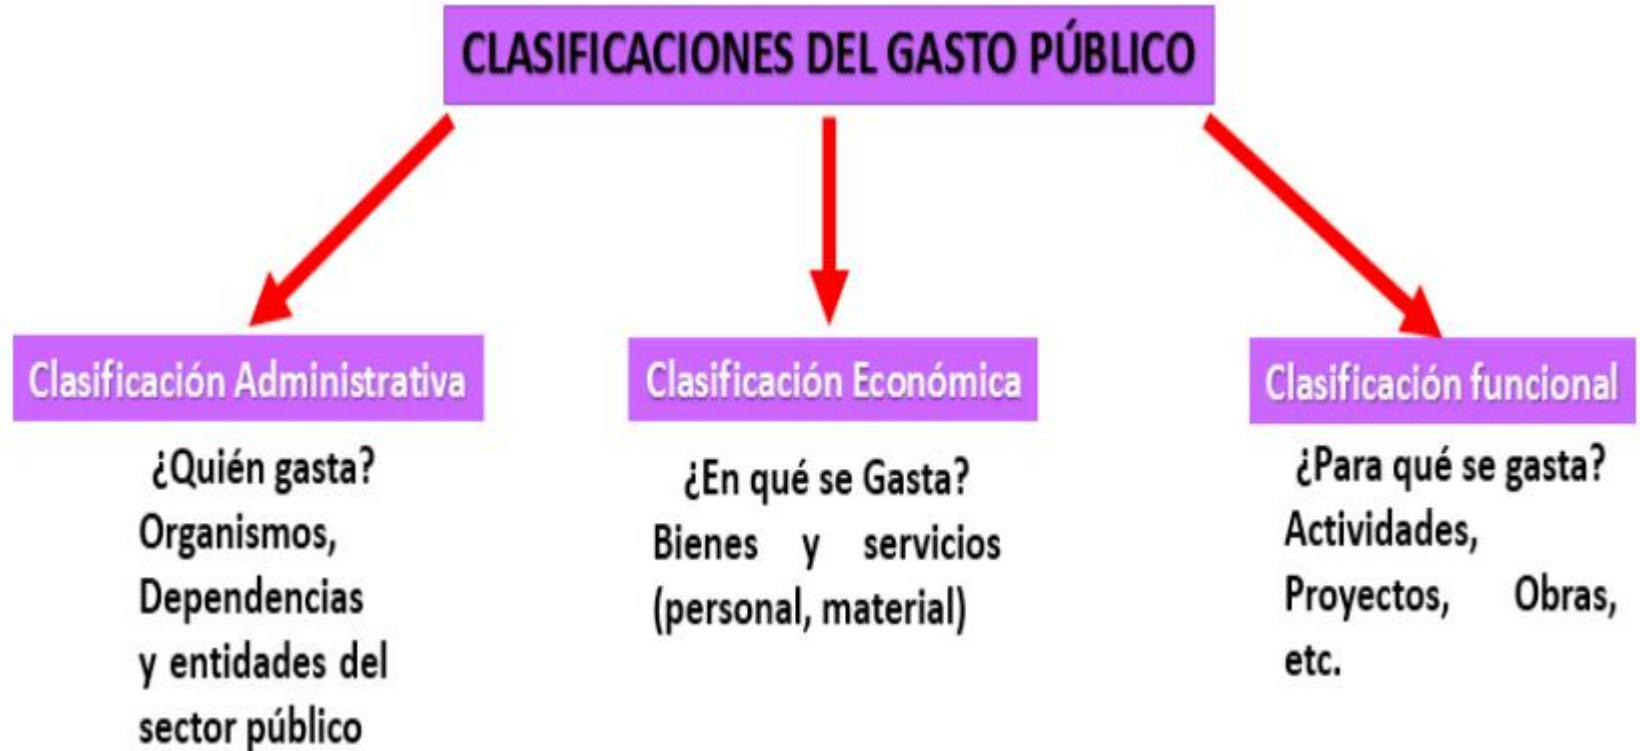 CLASIFICACIONES DEL GASTO PÚBLICO
Clasificación Administrativa
¿Quién gasta?
Organismos,
Dependencias
y entidades del
sector público
Clasificación Económica
¿En qué se Gasta?
Bienes y servicios
(personal, material)
Clasificación funcional
¿Para qué se gasta?
Actividades,
Proyectos, Obras,
etc.